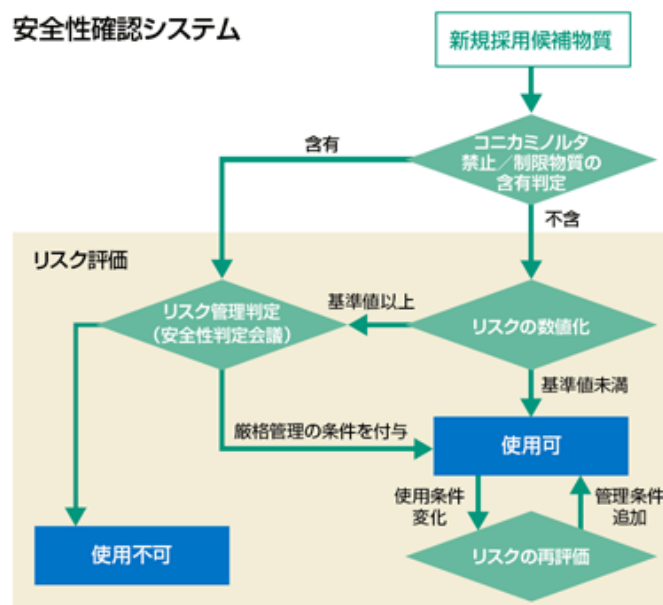 安全性確認システム
新規採用候補物質
コニカミノルタ
禁止／制限物質の
含有判定
含有
不含
リスク評価
リスク管理判定
（安全性判定会議）
基準値以上
リスクの数値化
基準値未満
厳格管理の条件を付与
使用可
使用条件
変化
管理条件
追加
使用不可
リスクの再評価